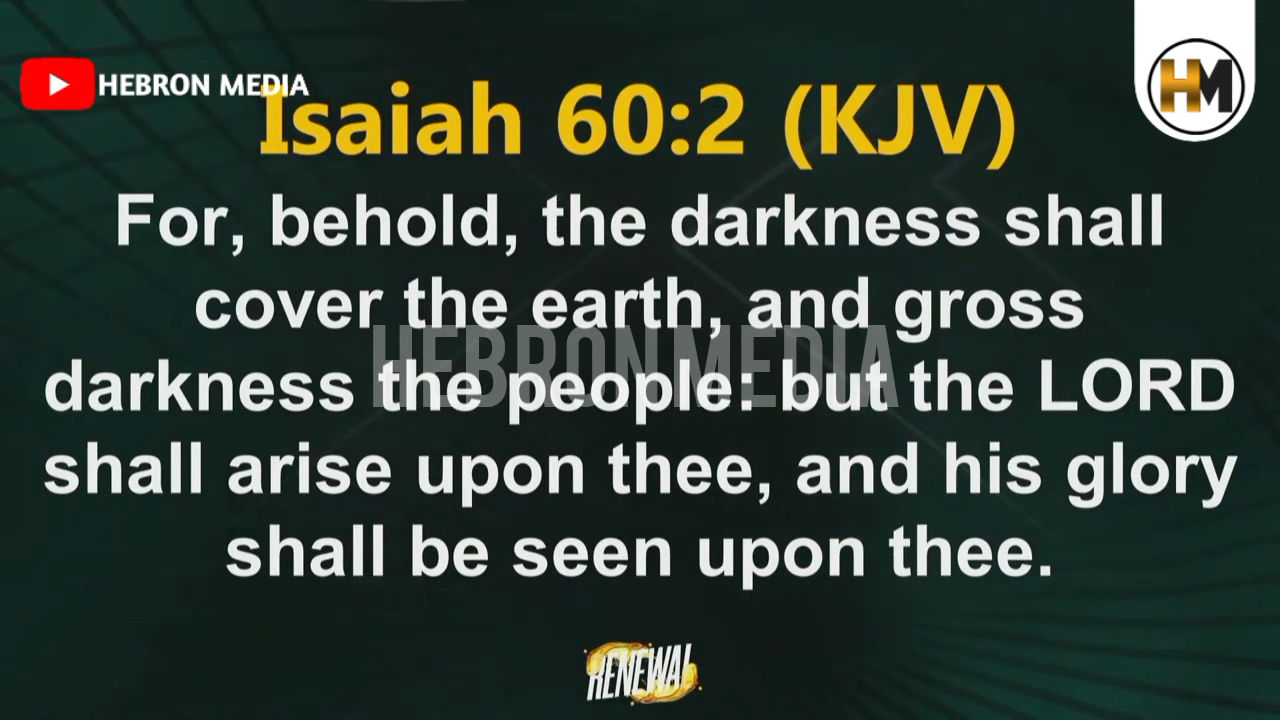 HEBRON MEDIA
HM
Isaiah 60:2 (KJV)
For, behold, the darkness shall
cover the earth, and gross
HEBRON MEDIA
darkness the people: but the LORD
shall arise upon thee, and his glory
shall be seen upon thee.
RENEWAL